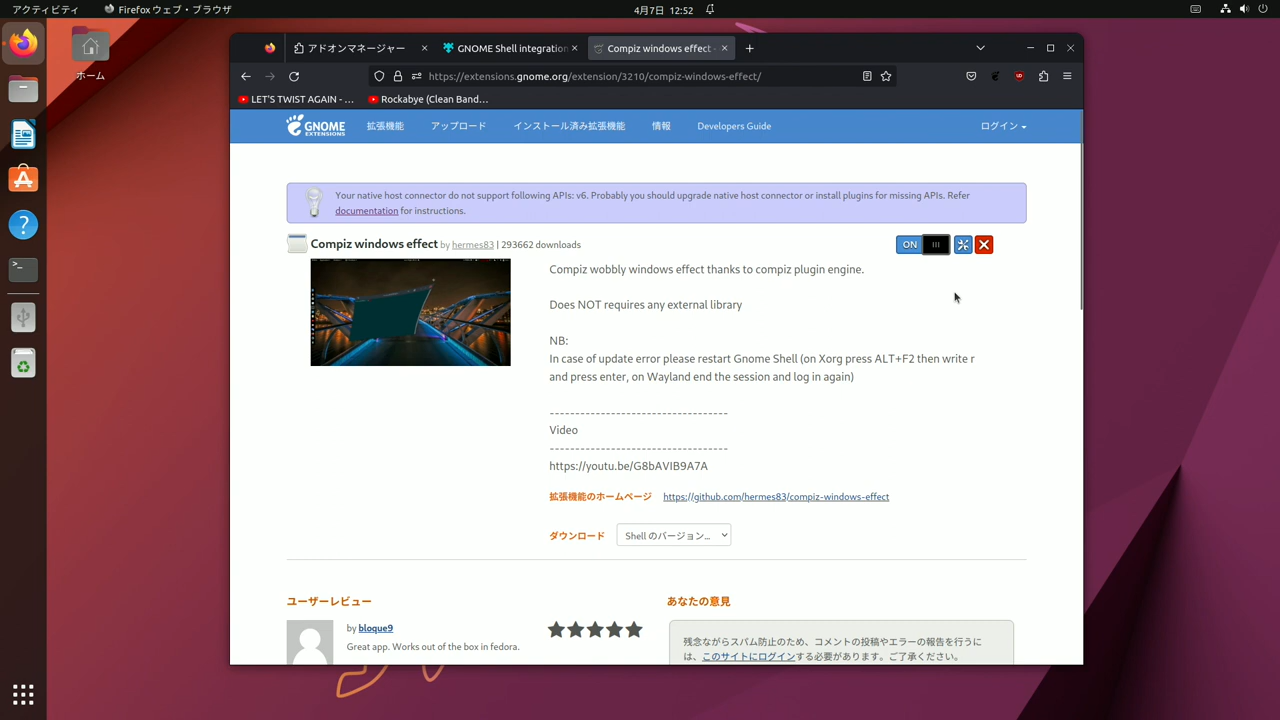 アクティビティ
Firefox ウェブ・ブラウザ
4月7日 12:52
ホーム
アドオンマネージャー
GNOME Shell integration
Compiz windows effect -
https://extensions.gnome.org/extension/3210/compiz-windows-effect/
LET'S TWIST AGAIN - ...
Rockabye (Clean Band...
GNOME
EXTENSIONS
拡張機能
アップロード
インストール済み拡張機能
情報
Developers Guide
ログイン
Your native host connector do not support following APIs: v6. Probably you should upgrade native host connector or install plugins for missing APIs. Refer
documentation for instructions.
Compiz windows effect by hermes83 | 293662 downloads
ON
Compiz wobbly windows effect thanks to compiz plugin engine.
Does NOT requires any external library
NB:
In case of update error please restart Gnome Shell (on Xorg press ALT+F2 then write r
and press enter, on Wayland end the session and log in again)
-----------------------------------
Video
-----------------------------------
https://youtu.be/G8bAVIB9A7A
拡張機能のホームページ
https://github.com/hermes83/compiz-windows-effect
ダウンロード
Shell のバージョン...
ユーザーレビュー
by bloque9
Great app. Works out of the box in fedora.
あなたの意見
残念ながらスパム防止のため、コメントの投稿やエラーの報告を行うに
は、このサイトにログインする必要があります。ご了承ください。